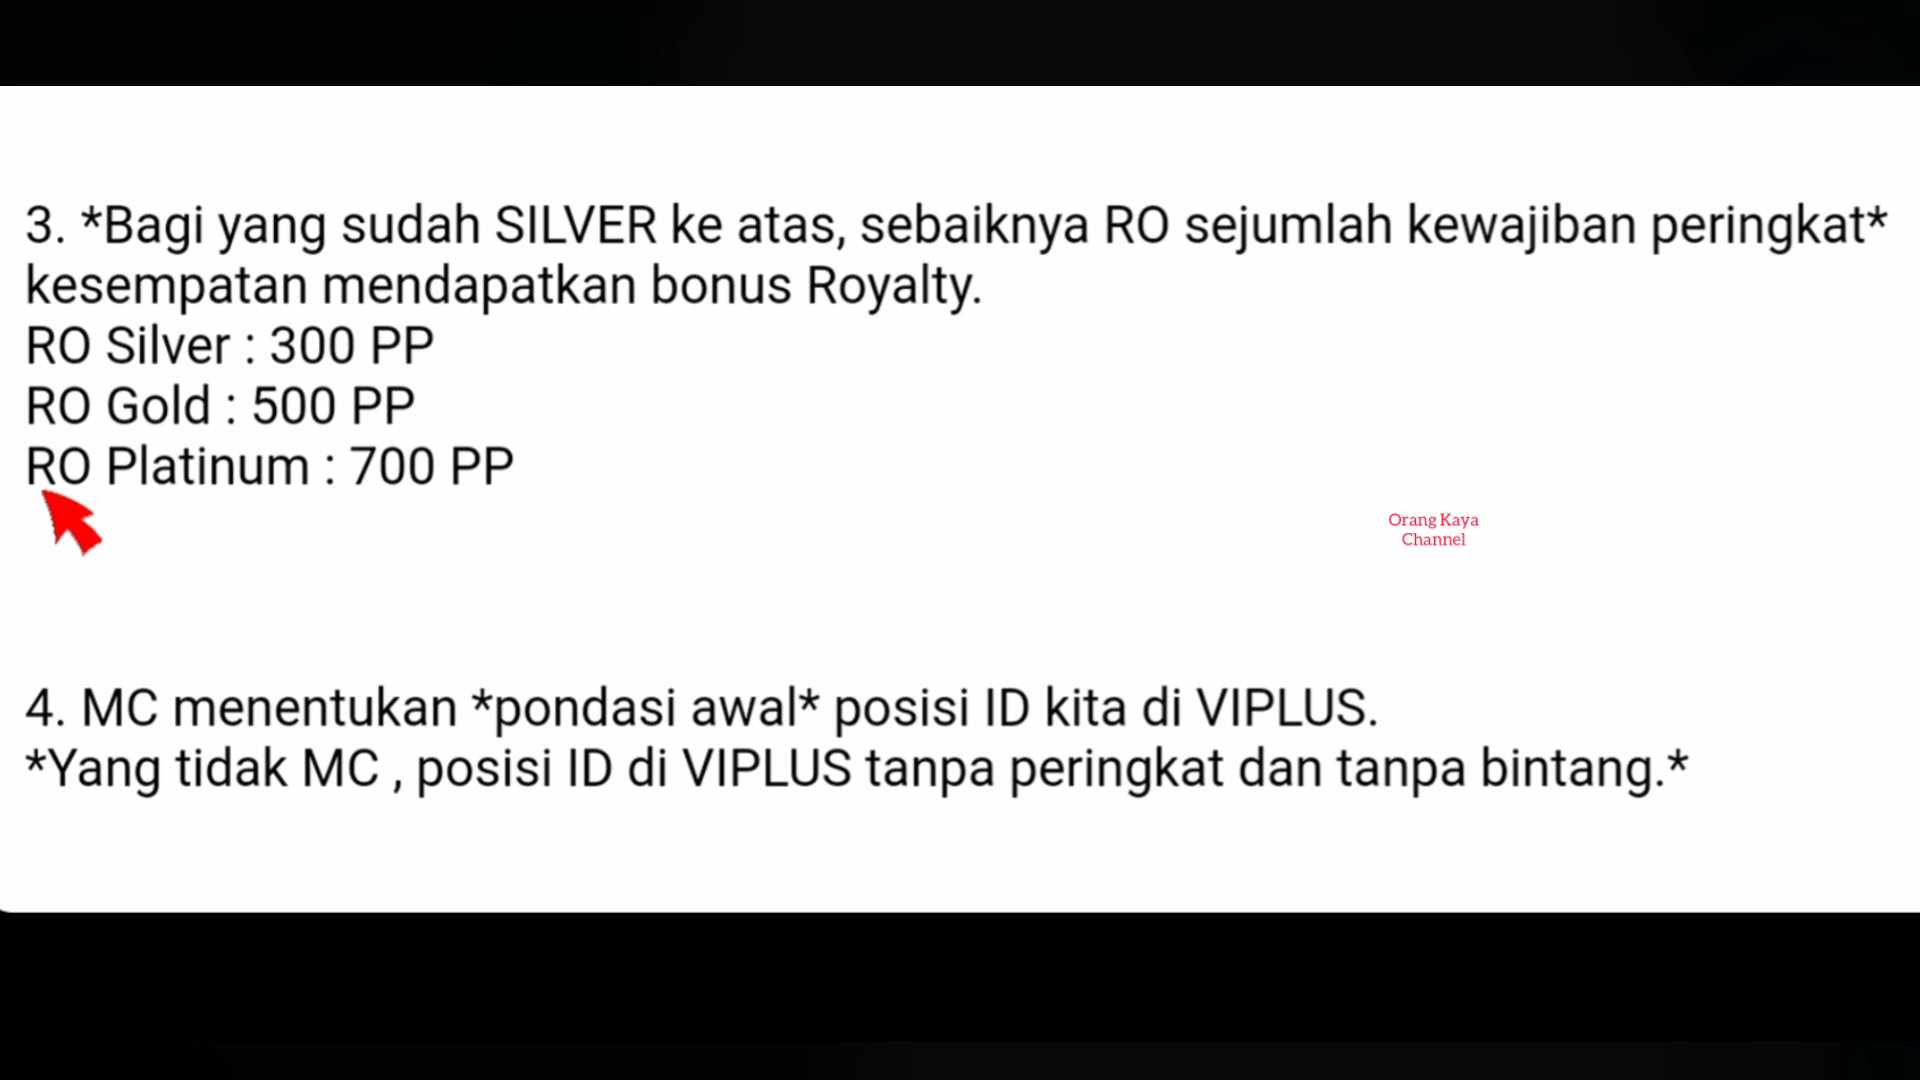 3. *Bagi yang sudah SILVER ke atas, sebaiknya RO sejumlah kewajiban peringkat*
kesempatan mendapatkan bonus Royalty.
RO Silver : 300 PP
RO Gold : 500 PP
RO Platinum : 700 PP
Orang Kaya
Channel
4. MC menentukan *pondasi awal* posisi ID kita di VIPLUS.
*Yang tidak MC , posisi ID di VIPLUS tanpa peringkat dan tanpa bintang.*